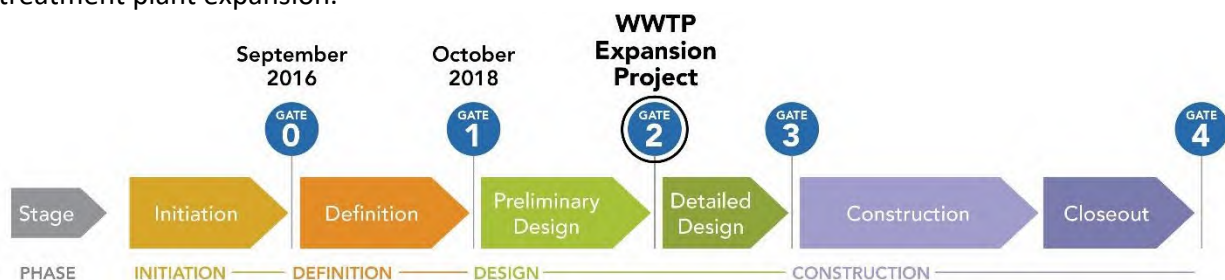 treatment plant expansion.
WWTP
Expansion
Project
September
2016
October
2018
GATE
0
GATE
1
GATE
2
GATE
3
GATE
4
Stage
Initiation
Definition
Preliminary
Design
Detailed
Design
Construction
Closeout
PHASE
INITIATION
DEFINITION
DESIGN
CONSTRUCTION